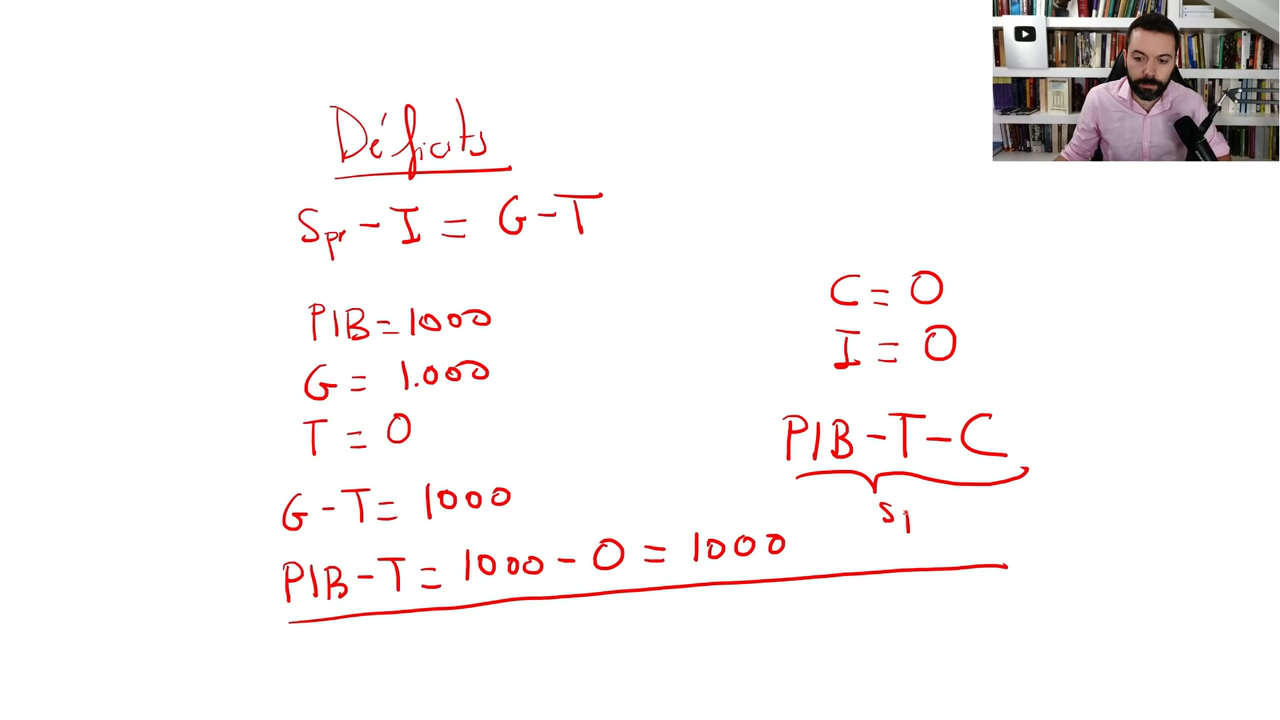 Déficits
Spr - I = G - T
PIB = 1000
G = 1.000
T = 0
G - T = 1000
PIB - T = 1000 - 0 = 1000
C = 0
I = 0
PIB - T - C